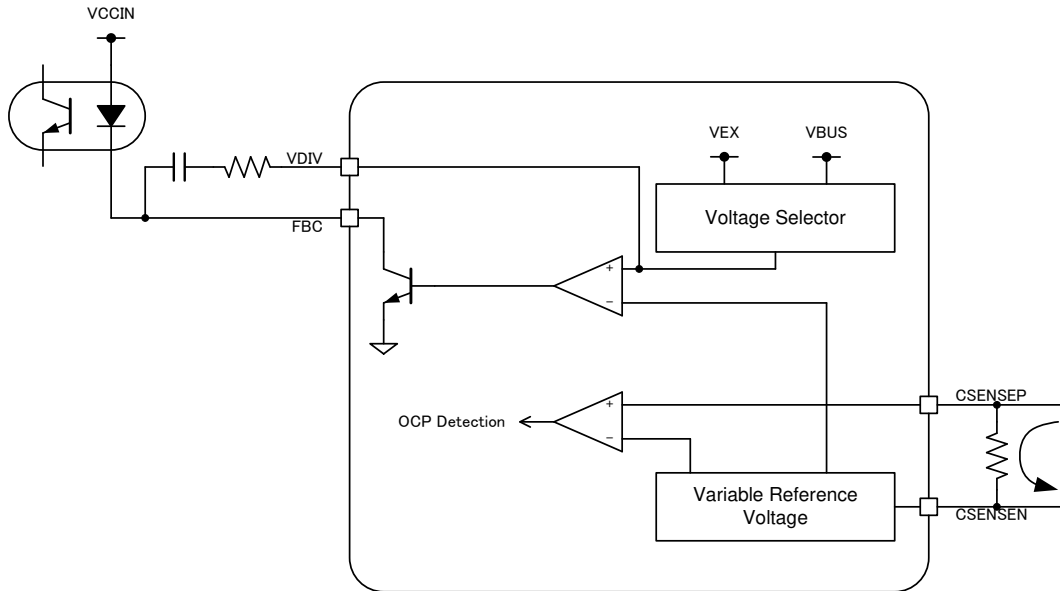 VCCIN
VDIV
FBC
VEX
VBUS
Voltage Selector
+
−
OCP Detection
+
−
CSENSEP
Variable Reference
Voltage
CSENSEN